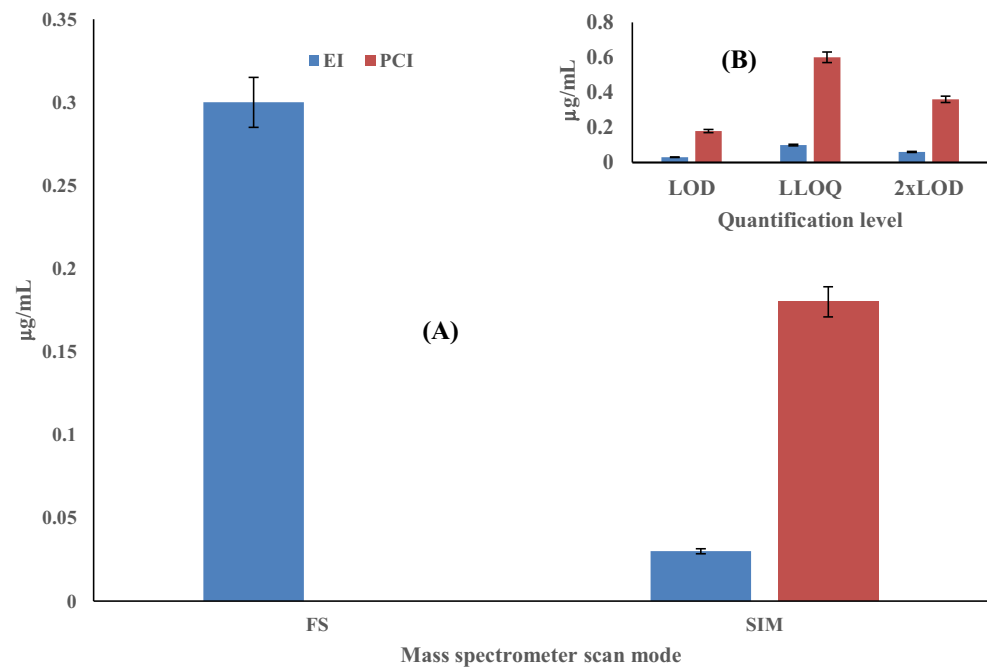 0.35
0.3
0.25
0.2
0.15
0.1
0.05
0
µg/mL
EI PCI
(A)
FS SIM
Mass spectrometer scan mode
0.8
0.6
0.4
0.2
0
µg/mL
(B)
LOD LLOQ 2xLOD
Quantification level